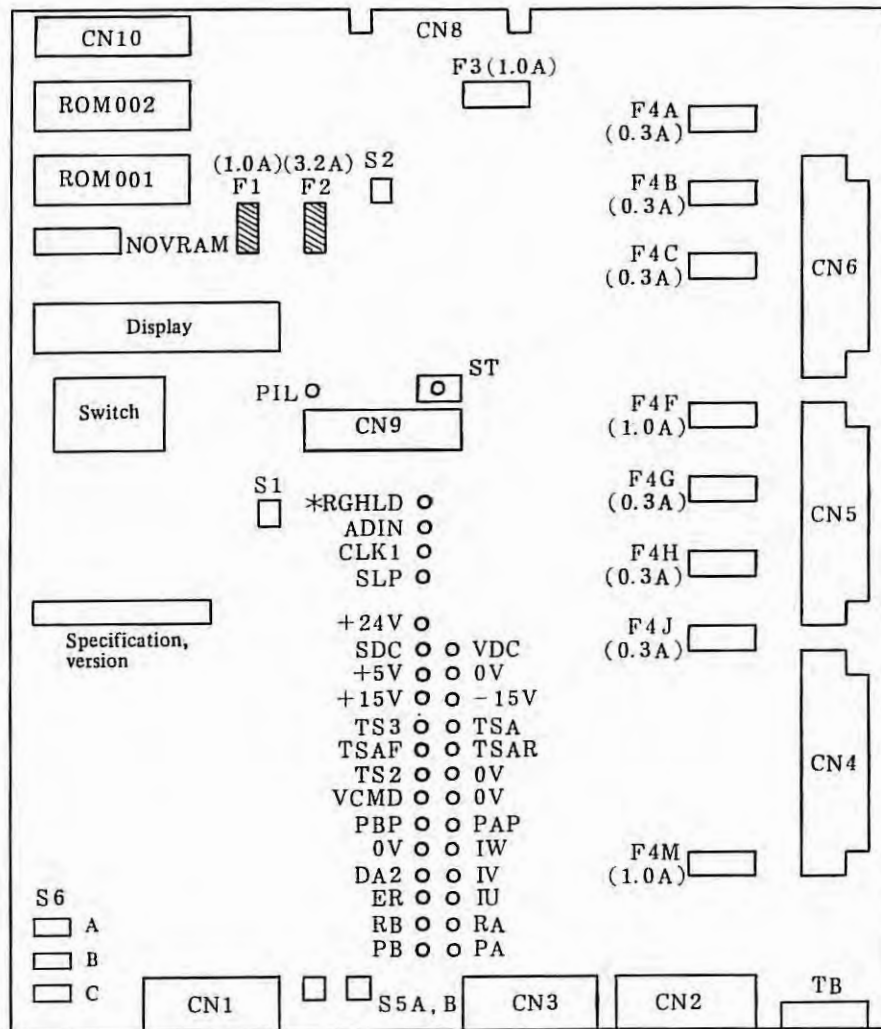 CN10
CN8
F3(1.0A)
ROM002
F4A
(0.3A)
(1.0A)(3.2A) S2
F1 F2
ROM001
F4B
(0.3A)
NOVRAM
F4C
(0.3A)
CN6
Display
ST
PIL
Switch
CN9
F4F
(1.0A)
S1
*RGHLD
ADIN
CLK1
SLP
F4G
(0.3A)
CN5
F4H
(0.3A)
Specification,
version
+24V
SDC VDC
+5V 0V
+15V -15V
TS3 TSA
TSAF TSAR
TS2 0V
VCMD 0V
PBP PAP
0V IW
DA2 IV
ER IU
RB RA
PB PA
F4J
(0.3A)
CN4
F4M
(1.0A)
S6
A
B
C
CN1
S5A, B
CN3
CN2
TB